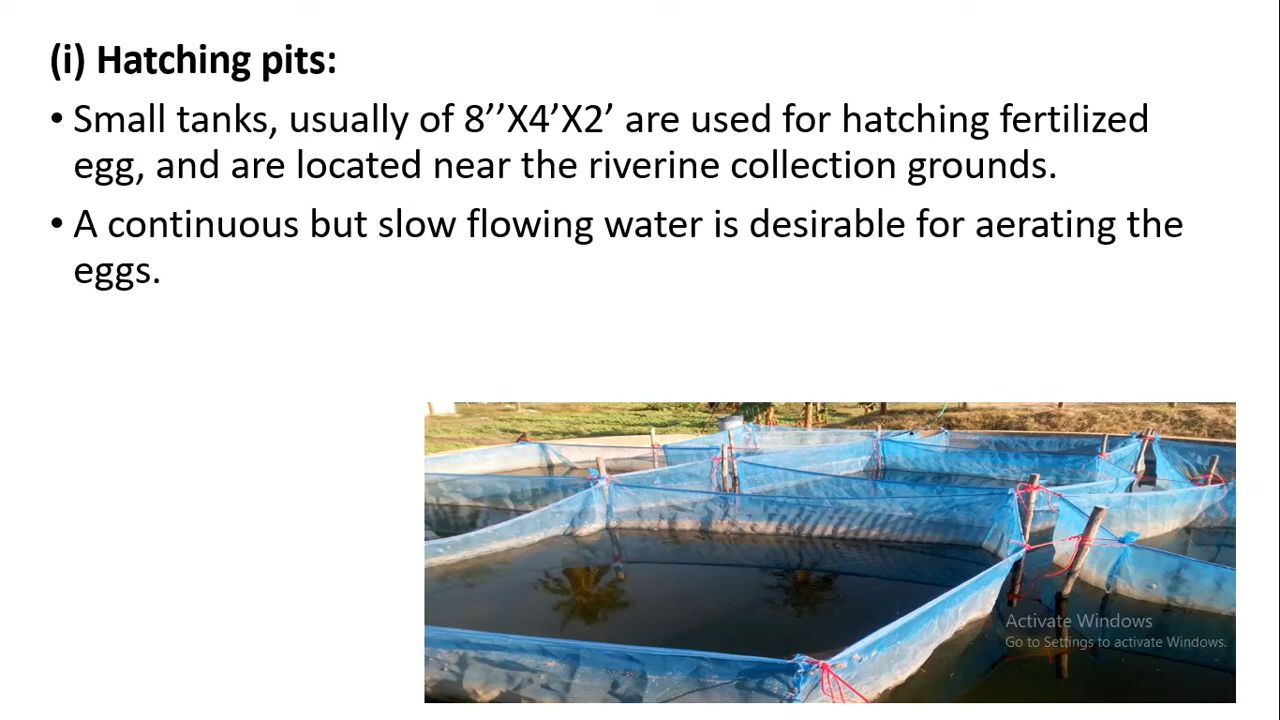 (i) Hatching pits:
• Small tanks, usually of 8’’X4’X2’ are used for hatching fertilized
egg, and are located near the riverine collection grounds.
• A continuous but slow flowing water is desirable for aerating the
eggs.
Activate Windows
Go to Settings to activate Windows.